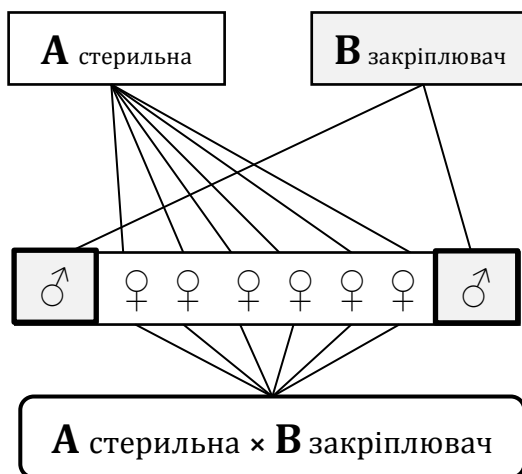 A стерильна
B закріплювач
♂ ♀ ♀ ♀ ♀ ♀ ♀ ♂
A стерильна × B закріплювач